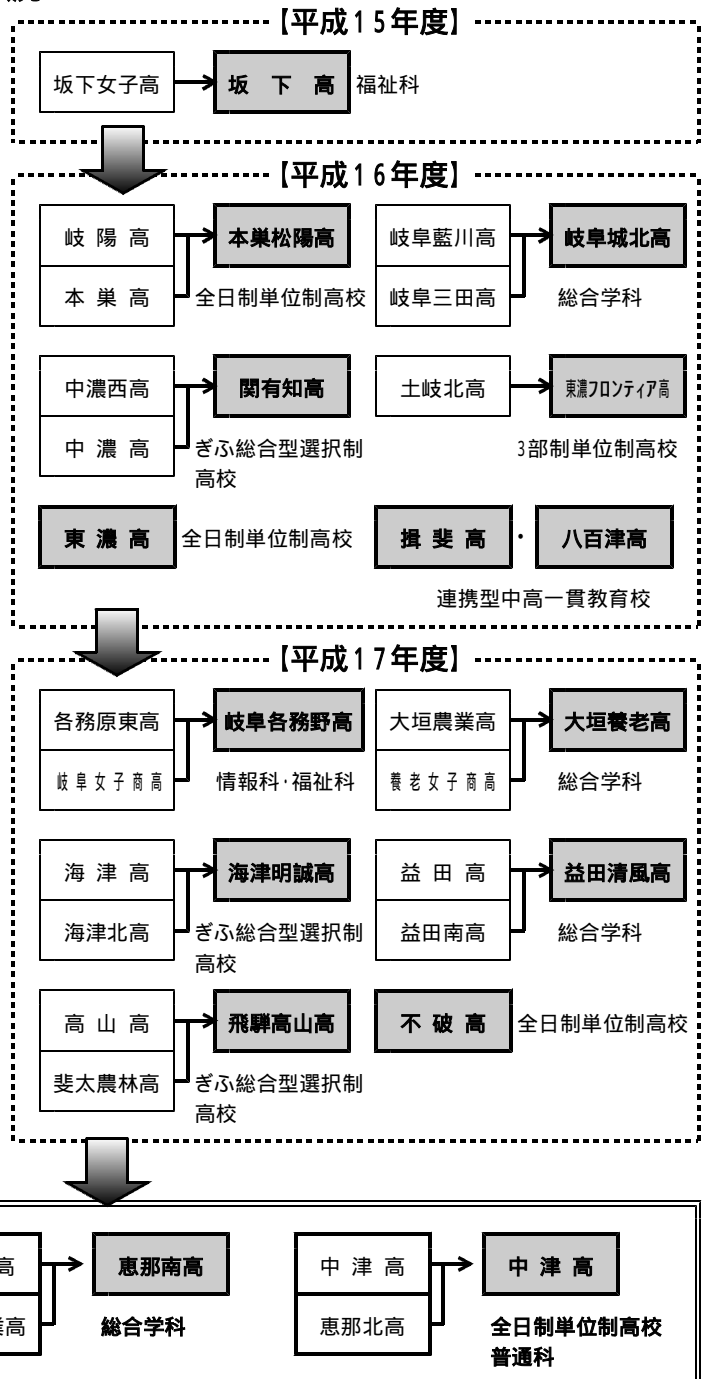 【平成15年度】
坂下女子高 坂下高 福祉科
【平成16年度】
岐陽高 本巣松陽高 岐阜藍川高 岐阜城北高
本巣高 全日制単位制高校 岐阜三田高 総合学科
中濃西高 関有知高 土岐北高 東濃フロンティア高
中濃高 ぎふ総合型選択制 3部制単位制高校
高校
東濃高 全日制単位制高校 揖斐高・八百津高
連携型中高一貫教育校
【平成17年度】
各務原東高 岐阜各務野高 大垣農業高 大垣養老高
岐阜女子商高 情報科・福祉科 養老女子商高 総合学科
海津高 海津明誠高 益田高 益田清風高
海津北高 ぎふ総合型選択制 益田南高 総合学科
高校
高山高 飛騨高山高 不破高 全日制単位制高校
斐太農林高 ぎふ総合型選択制
高校
高 恵那南高 中津高 中津高
高 総合学科 恵那北高 全日制単位制高校
普通科